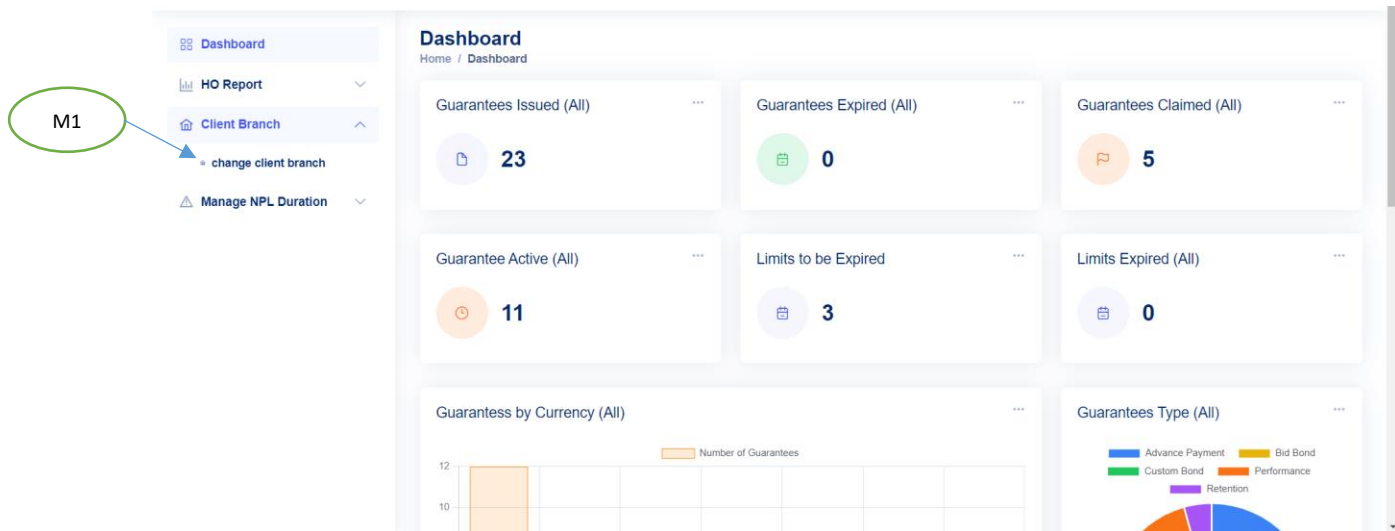 Dashboard
HO Report
M1
Client Branch
change client branch
Manage NPL Duration
Dashboard
Home / Dashboard
Guarantees Issued (All)
...
23
Guarantees Expired (All)
...
0
Guarantees Claimed (All)
...
5
Guarantee Active (All)
...
11
Limits to be Expired
...
3
Limits Expired (All)
...
0
Guarantess by Currency (All)
...
Number of Guarantees
12
10
Guarantees Type (All)
...
Advance Payment Bid Bond
Custom Bond Performance
Retention